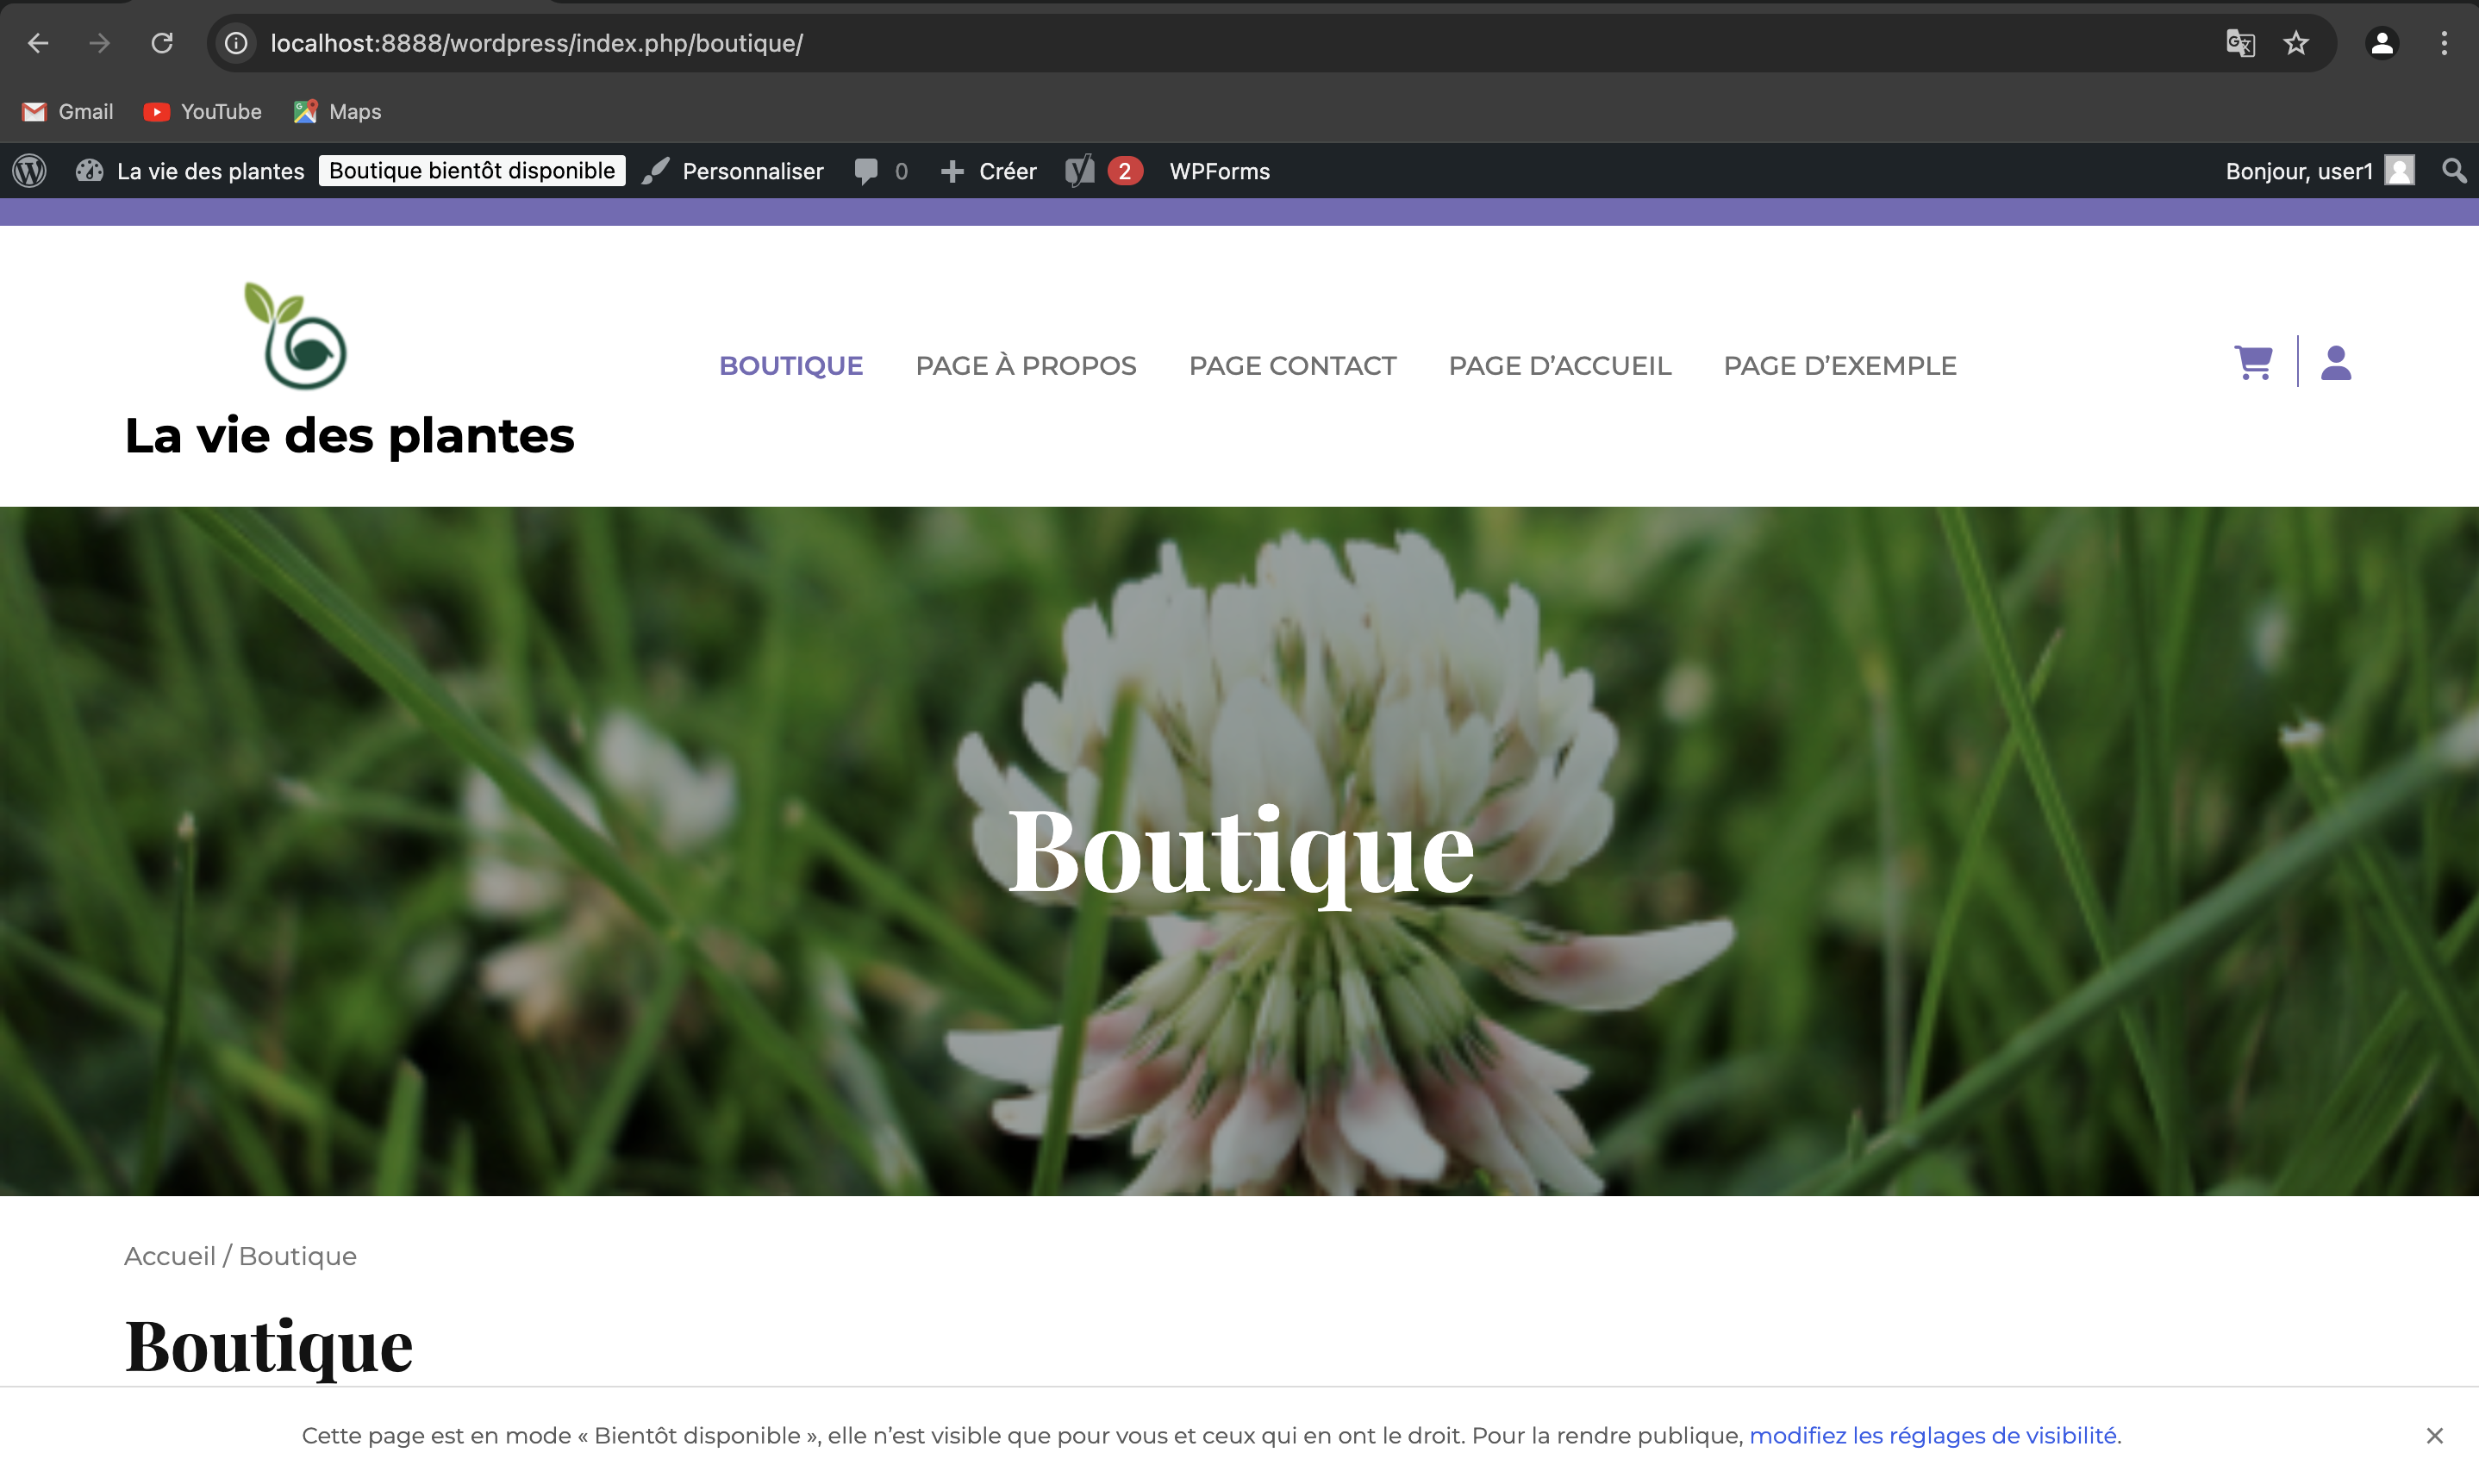 localhost:8888/wordpress/index.php/boutique/
Gmail YouTube Maps
La vie des plantes Boutique bientôt disponible Personnaliser 0 Créer 2 WPForms Bonjour, user1
BOUTIQUE PAGE À PROPOS PAGE CONTACT PAGE D’ACCUEIL PAGE D’EXEMPLE
La vie des plantes
Boutique
Accueil / Boutique
Boutique
Cette page est en mode « Bientôt disponible », elle n’est visible que pour vous et ceux qui en ont le droit. Pour la rendre publique, modifiez les réglages de visibilité.